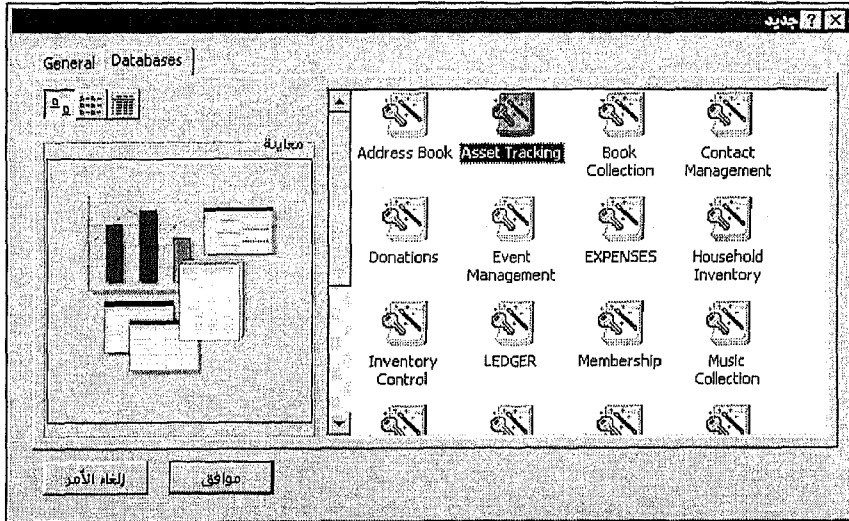 جديد
General Databases
معاينة
Address Book
Asset Tracking
Book Collection
Contact Management
Donations
Event Management
EXPENSES
Household Inventory
Inventory Control
LEDGER
Membership
Music Collection
موافق
إلغاء الأمر